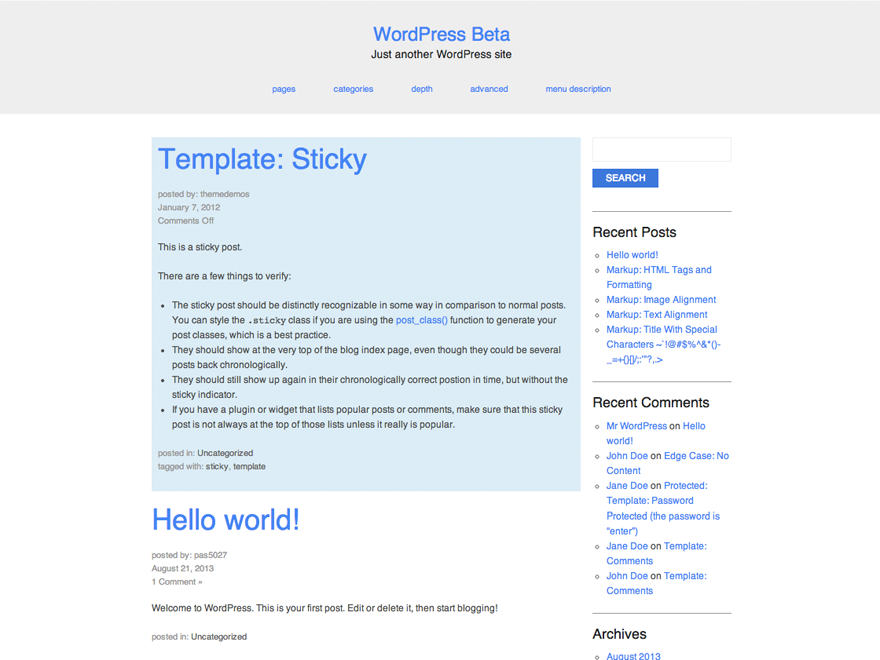 WordPress Beta
Just another WordPress site
pages categories depth advanced menu description
Template: Sticky
posted by: themedemos
January 7, 2012
Comments Off
This is a sticky post.
There are a few things to verify:
The sticky post should be distinctly recognizable in some way in comparison to normal posts.
You can style the .sticky class if you are using the post_class() function to generate your
post classes, which is a best practice.
They should show at the very top of the blog index page, even though they could be several
posts back chronologically.
They should still show up again in their chronologically correct postion in time, but without the
sticky indicator.
If you have a plugin or widget that lists popular posts or comments, make sure that this sticky
post is not always at the top of those lists unless it really is popular.
posted in: Uncategorized
tagged with: sticky, template
Hello world!
posted by: pas5027
August 21, 2013
1 Comment »
Welcome to WordPress. This is your first post. Edit or delete it, then start blogging!
posted in: Uncategorized
SEARCH
Recent Posts
Hello world!
Markup: HTML Tags and
Formatting
Markup: Image Alignment
Markup: Text Alignment
Markup: Title With Special
Characters ~`!@#$%^&*()-
_=+{}[]/;:'"?,.>
Recent Comments
Mr WordPress on Hello
world!
John Doe on Edge Case: No
Content
Jane Doe on Protected:
Template: Password
Protected (the password is
"enter")
Jane Doe on Template:
Comments
John Doe on Template:
Comments
Archives
August 2013